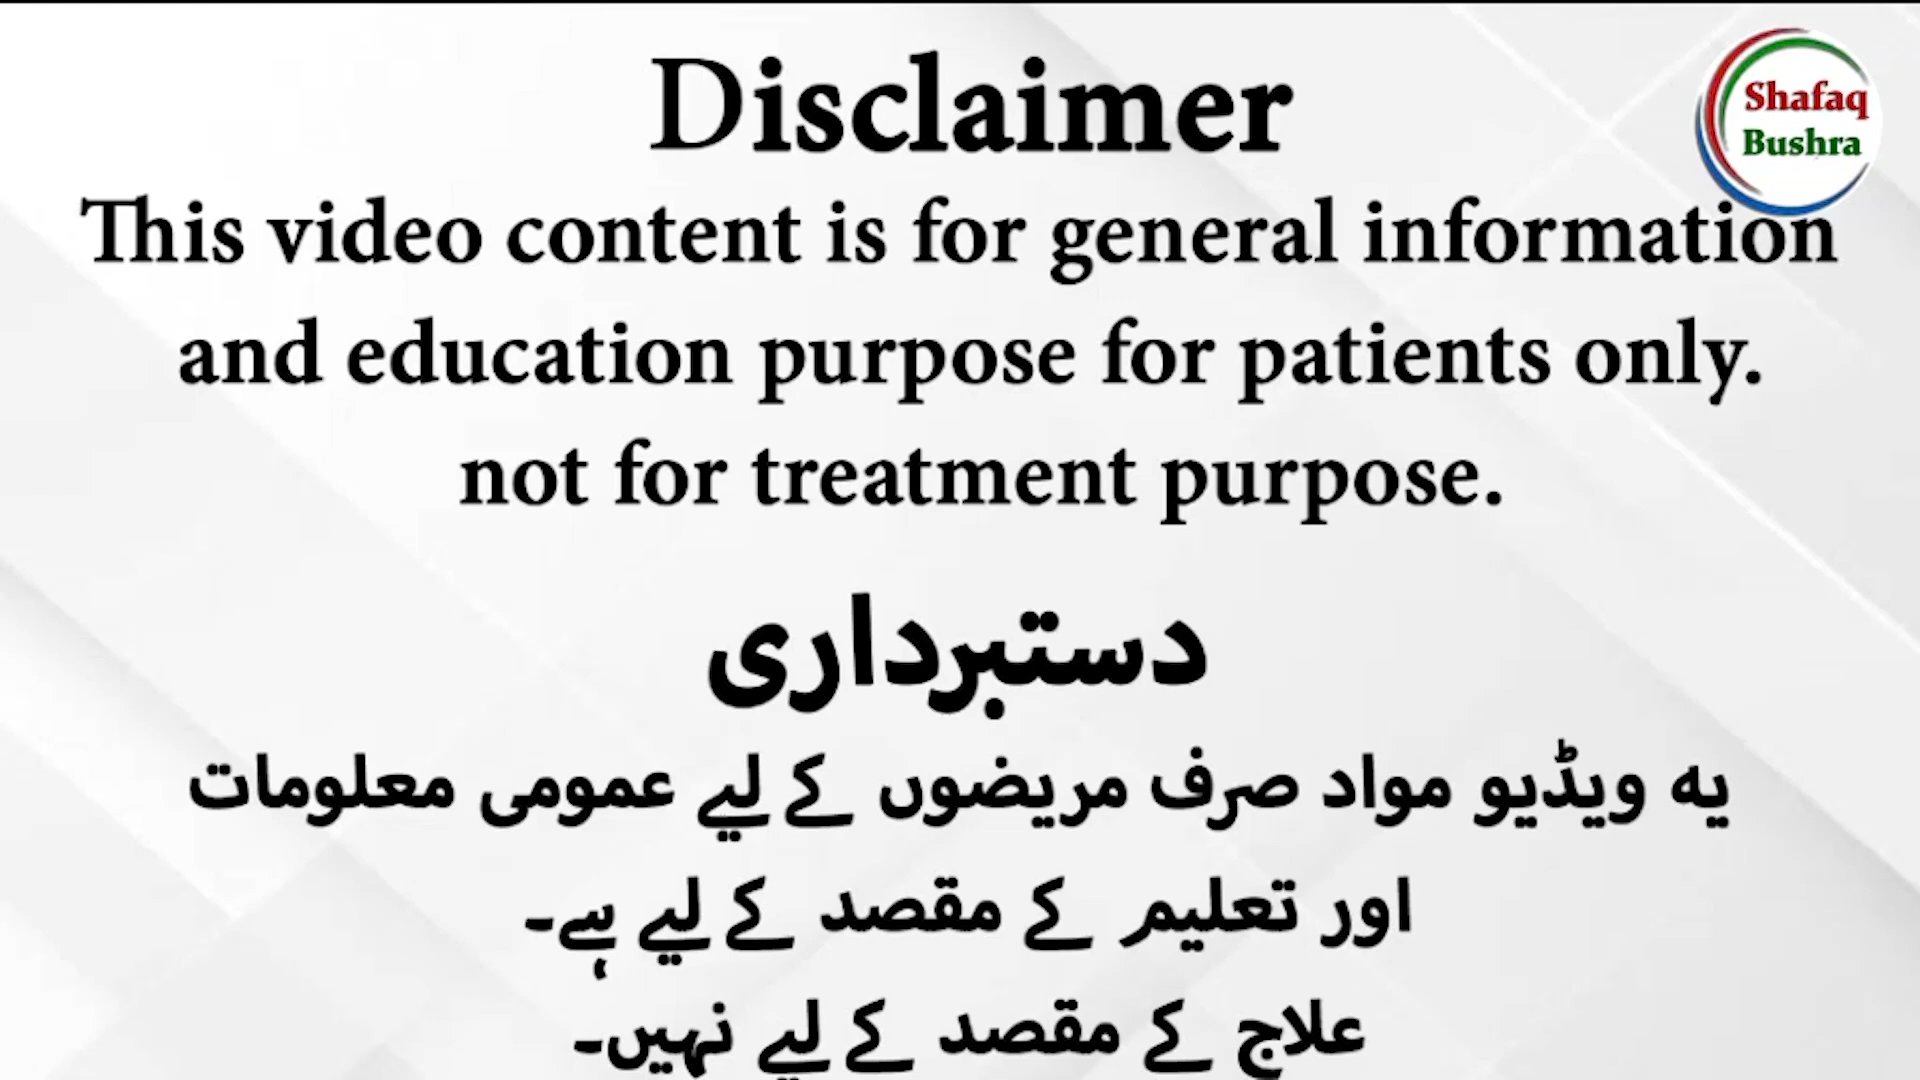 Disclaimer
Shafaq
Bushra
This video content is for general information
and education purpose for patients only.
not for treatment purpose.
دستبرداری
یہ ویڈیو مواد صرف مریضوں کے لیے عمومی معلومات
اور تعلیم کے مقصد کے لیے ہے۔
علاج کے مقصد کے لیے نہیں۔